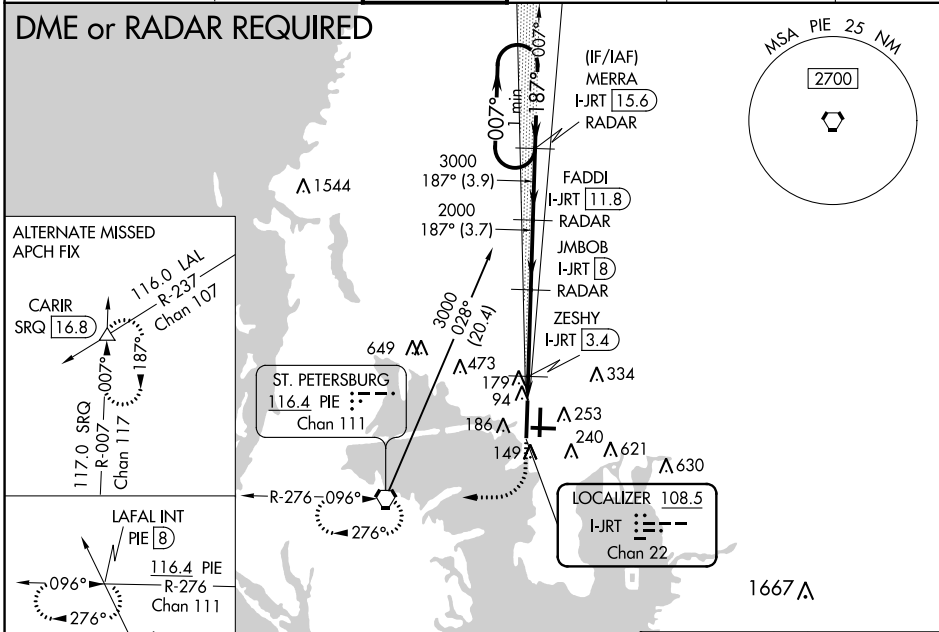 DME or RADAR REQUIRED
MSA PIE 25 NM
2700
007°
187°
007°
1 min
(IF/IAF)
MERRA
I-JRT 15.6
RADAR
3000
187° (3.9)
1544
FADDI
I-JRT 11.8
RADAR
2000
187° (3.7)
JMBOB
I-JRT 8
RADAR
ZESHY
I-JRT 3.4
ALTERNATE MISSED
APCH FIX
116.0 LAL
R-237
Chan 107
CARIR
SRQ 16.8
187°
007°
117.0 SRQ
R-007
Chan 117
3000
028°
(20.4)
649
473
179
334
94
ST. PETERSBURG
116.4 PIE
Chan 111
186
253
149
240
621
630
R-276
096°
276°
LOCALIZER 108.5
I-JRT
Chan 22
LAFAL INT
PIE 8
116.4 PIE
R-276
Chan 111
096°
276°
1667